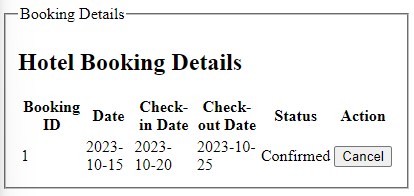 Booking Details
Hotel Booking Details
Booking ID Date Check-in Date Check-out Date Status Action
1 2023-10-15 2023-10-20 2023-10-25 Confirmed Cancel